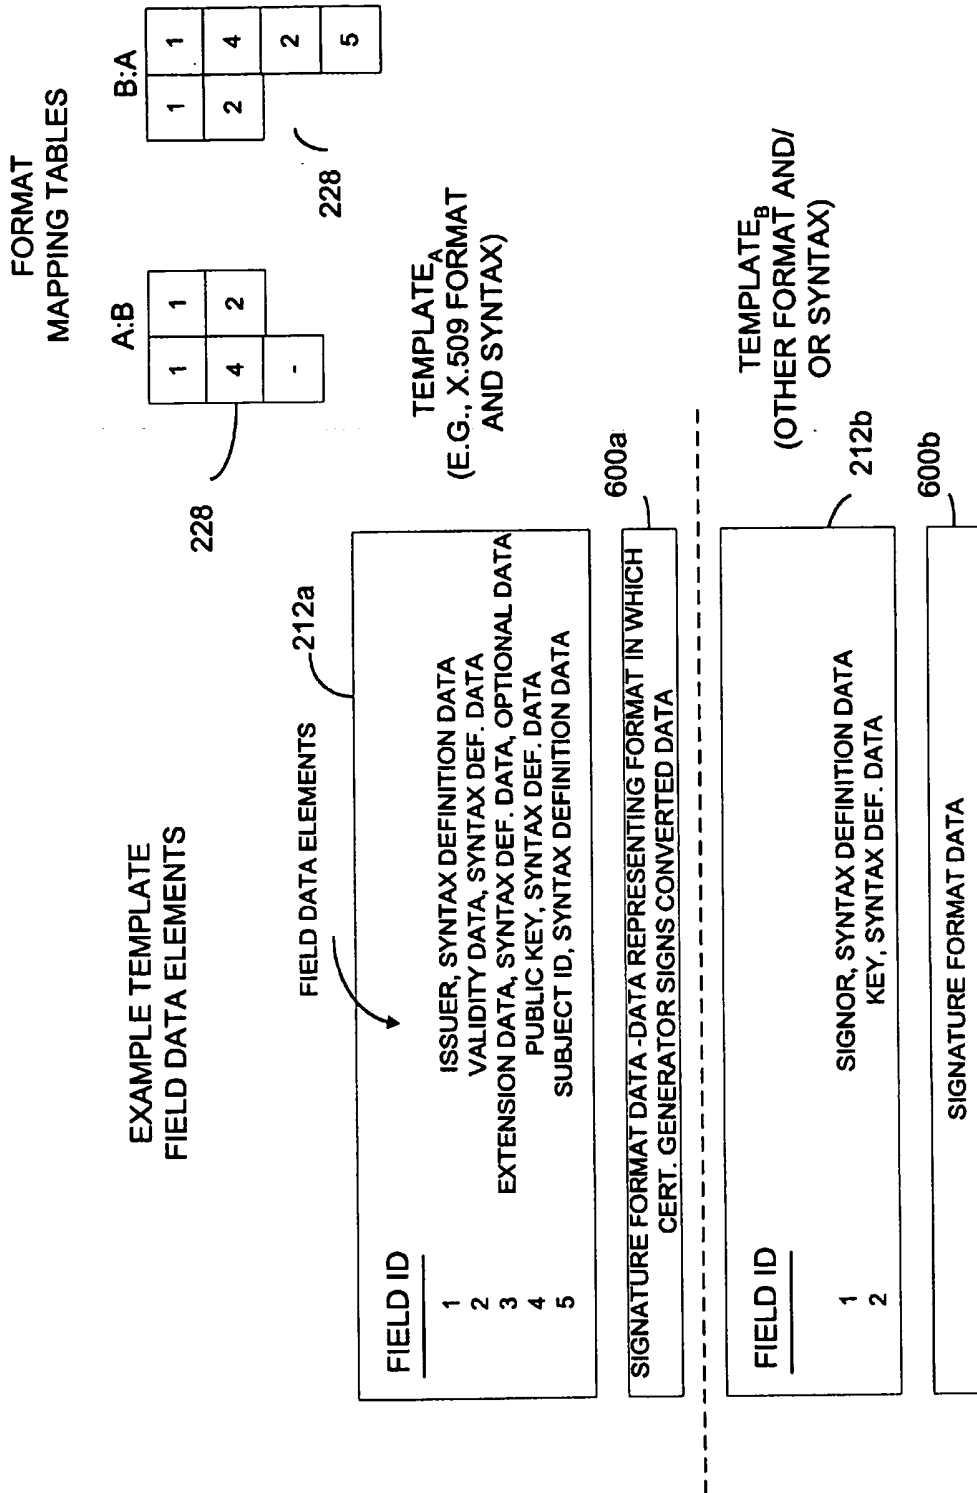 EXAMPLE TEMPLATE
FIELD DATA ELEMENTS
FORMAT
MAPPING TABLES
A:B
1 1
4 2
-
228
B:A
1 1
2 4
2
5
228
FIELD DATA ELEMENTS
212a
FIELD ID
1 ISSUER, SYNTAX DEFINITION DATA
2 VALIDITY DATA, SYNTAX DEF. DATA
3 EXTENSION DATA, SYNTAX DEF. DATA, OPTIONAL DATA
4 PUBLIC KEY, SYNTAX DEF. DATA
5 SUBJECT ID, SYNTAX DEFINITION DATA
TEMPLATE A
(E.G., X.509 FORMAT
AND SYNTAX)
600a
SIGNATURE FORMAT DATA -DATA REPRESENTING FORMAT IN WHICH
CERT. GENERATOR SIGNS CONVERTED DATA
TEMPLATE B
(OTHER FORMAT AND/
OR SYNTAX)
212b
FIELD ID
1 SIGNOR, SYNTAX DEFINITION DATA
2 KEY, SYNTAX DEF. DATA
600b
SIGNATURE FORMAT DATA